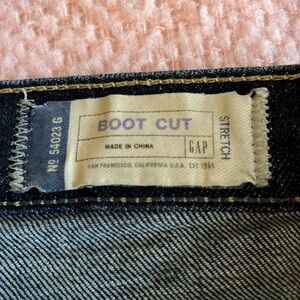 Nº 54023 G
BOOT CUT
MADE IN CHINA
GAP
SAN FRANCISCO, CALIFORNIA U.S.A. EST 1969
STRETCH